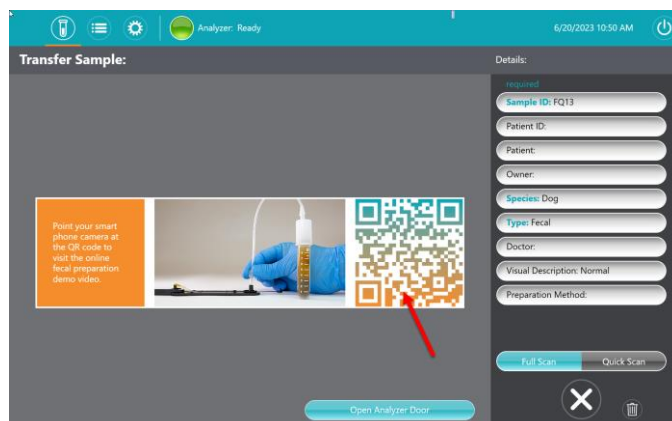 Analyzer: Ready
6/20/2023 10:50 AM
Transfer Sample:
Details:
required
Sample ID: FQ13
Patient ID:
Patient:
Owner:
Species: Dog
Type: Fecal
Doctor:
Visual Description: Normal
Preparation Method:
Point your smart
phone camera at
the QR code to
visit the online
fecal preparation
demo video.
Full Scan
Quick Scan
Open Analyzer Door